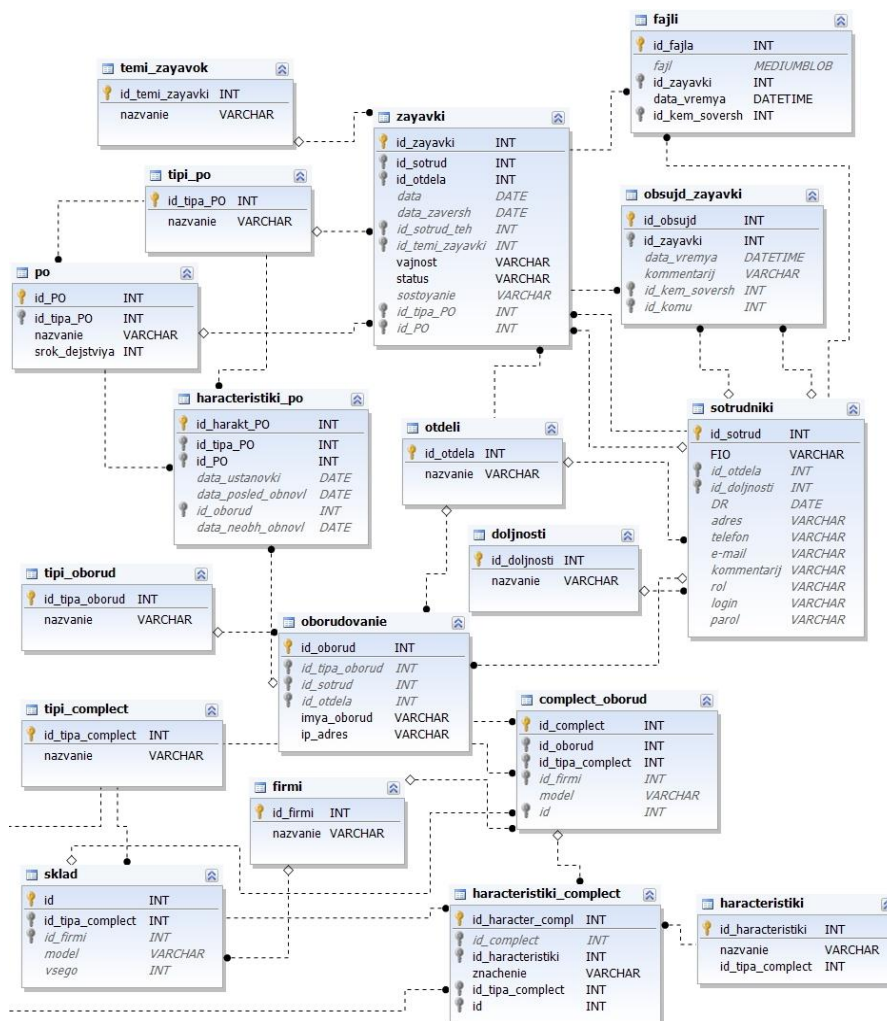 temi_zayavok
id_temi_zayavki INT
nazvanie VARCHAR
fajli
id_fajla INT
fajl MEDIUMBLOB
id_zayavki INT
data_vremya DATETIME
id_kem_soversh INT
zayavki
id_zayavki INT
id_sotrud INT
id_otdela INT
data DATE
data_zaversh DATE
id_sotrud_teh INT
id_temi_zayavki INT
vajnost VARCHAR
status VARCHAR
sostoyanie VARCHAR
id_tipa_PO INT
id_PO INT
tipi_po
id_tipa_PO INT
nazvanie VARCHAR
obsujd_zayavki
id_obsujd INT
id_zayavki INT
data_vremya DATETIME
kommentarij VARCHAR
id_kem_soversh INT
id_komu INT
po
id_PO INT
id_tipa_PO INT
nazvanie VARCHAR
srok_dejstviya INT
haracteristiki_po
id_harakt_PO INT
id_tipa_PO INT
id_PO INT
data_ustanovki DATE
data_posled_obnovl DATE
id_oborud INT
data_neobh_obnovl DATE
otdeli
id_otdela INT
nazvanie VARCHAR
sotrudniki
id_sotrud INT
FIO VARCHAR
id_otdela INT
id_doljnosti INT
DR DATE
adres VARCHAR
telefon VARCHAR
e-mail VARCHAR
kommentarij VARCHAR
rol VARCHAR
login VARCHAR
parol VARCHAR
doljnosti
id_doljnosti INT
nazvanie VARCHAR
tipi_oborud
id_tipa_oborud INT
nazvanie VARCHAR
oborudovanie
id_oborud INT
id_tipa_oborud INT
id_sotrud INT
id_otdela INT
imya_oborud VARCHAR
ip_adres VARCHAR
tipi_complect
id_tipa_complect INT
nazvanie VARCHAR
complect_oborud
id_complect INT
id_oborud INT
id_tipa_complect INT
id_firmi INT
model VARCHAR
id INT
firmi
id_firmi INT
nazvanie VARCHAR
sklad
id INT
id_tipa_complect INT
id_firmi INT
model VARCHAR
vsego INT
haracteristiki_complect
id_haracter_compl INT
id_complect INT
id_haracteristiki INT
znachenie VARCHAR
id_tipa_complect INT
id INT
haracteristiki
id_haracteristiki INT
nazvanie VARCHAR
id_tipa_complect INT